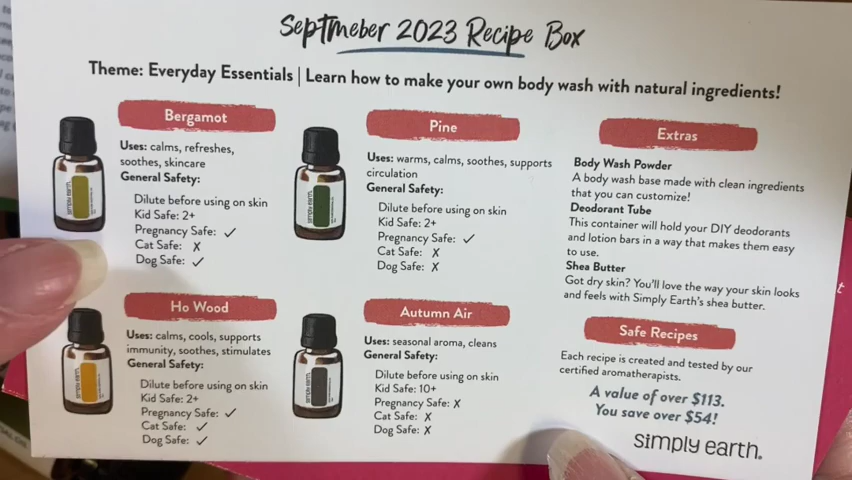 Septmeber 2023 Recipe Box
Theme: Everyday Essentials | Learn how to make your own body wash with natural ingredients!
Bergamot
Uses: calms, refreshes,
soothes, skincare
General Safety:
Dilute before using on skin
Kid Safe: 2+
Pregnancy Safe: ✓
Cat Safe: ✗
Dog Safe: ✓
Pine
Uses: warms, calms, soothes, supports
circulation
General Safety:
Dilute before using on skin
Kid Safe: 2+
Pregnancy Safe: ✓
Cat Safe: ✗
Dog Safe: ✗
Ho Wood
Uses: calms, cools, supports
immunity, soothes, stimulates
General Safety:
Dilute before using on skin
Kid Safe: 2+
Pregnancy Safe: ✓
Cat Safe: ✓
Dog Safe: ✓
Autumn Air
Uses: seasonal aroma, cleans
General Safety:
Dilute before using on skin
Kid Safe: 10+
Pregnancy Safe: ✗
Cat Safe: ✗
Dog Safe: ✗
Extras
Body Wash Powder
A body wash base made with clean ingredients
that you can customize!
Deodorant Tube
This container will hold your DIY deodorants
and lotion bars in a way that makes them easy
to use.
Shea Butter
Got dry skin? You'll love the way your skin looks
and feels with Simply Earth's shea butter.
Safe Recipes
Each recipe is created and tested by our
certified aromatherapists.
A value of over $113.
You save over $54!
simply earth.